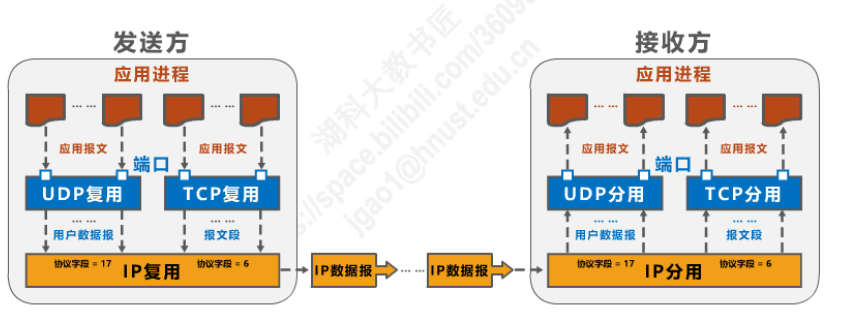 发送方
接收方
应用进程
应用进程
... ...
... ...
... ...
... ...
应用报文
应用报文
应用报文
应用报文
端口
端口
UDP复用
TCP复用
UDP分用
TCP分用
... ...
... ...
... ...
... ...
用户数据报
报文段
用户数据报
报文段
协议字段 = 17
IP复用
协议字段 = 6
IP数据报
... ...
IP数据报
协议字段 = 17
IP分用
协议字段 = 6
湖科大教书匠
s://space.bilibili.com/3609
jgao@hnust.edu.cn